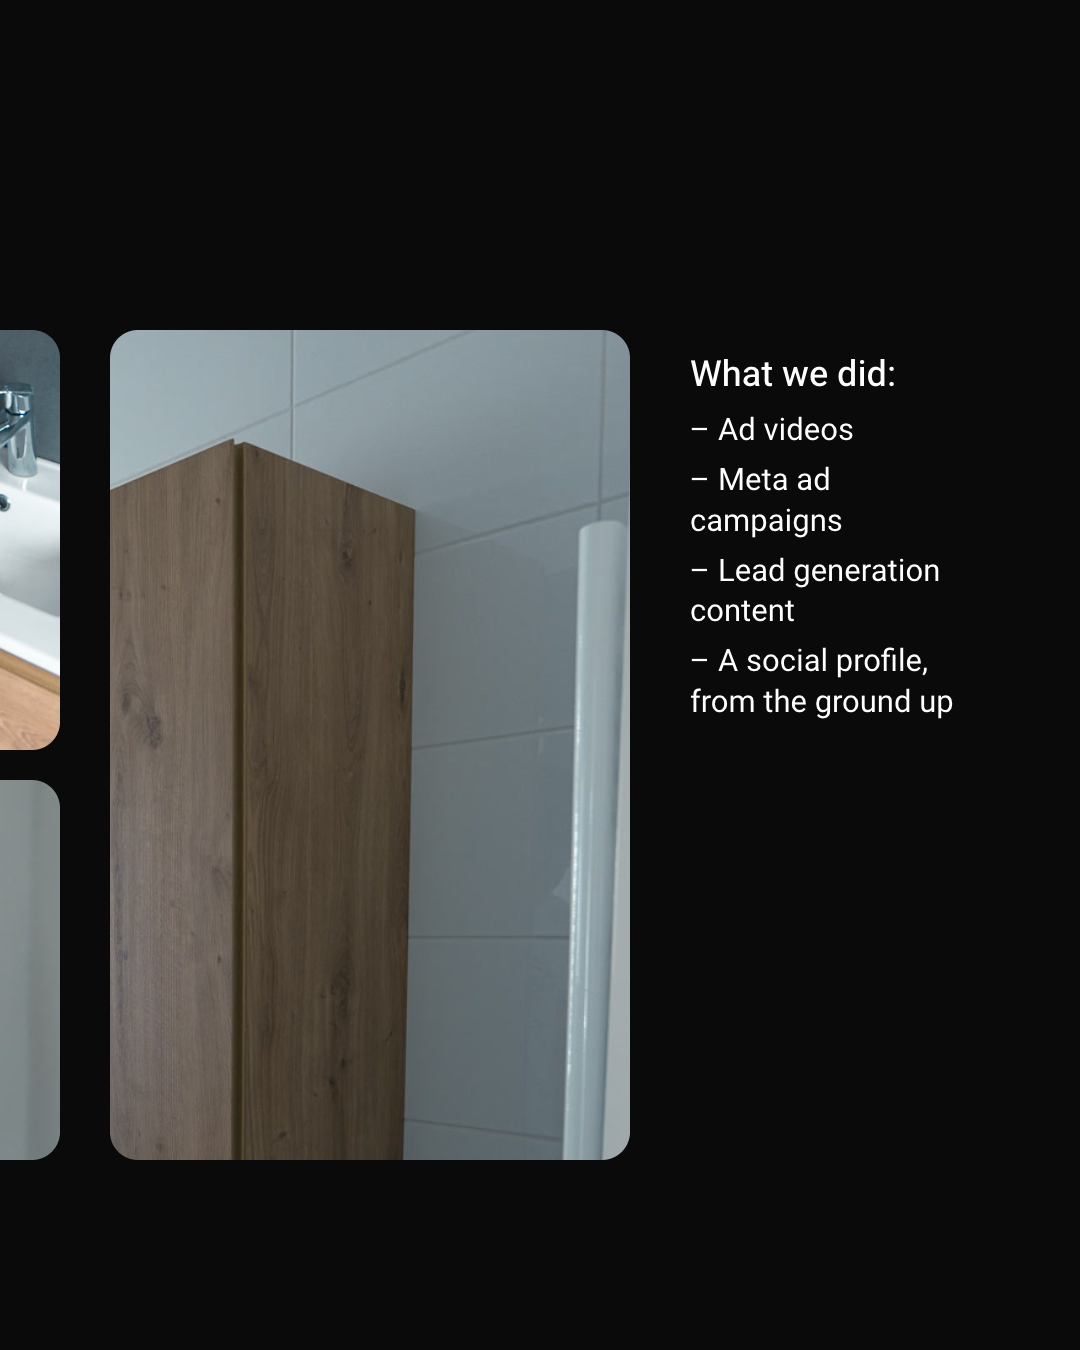 What we did:
– Ad videos
– Meta ad
campaigns
– Lead generation
content
– A social profile,
from the ground up